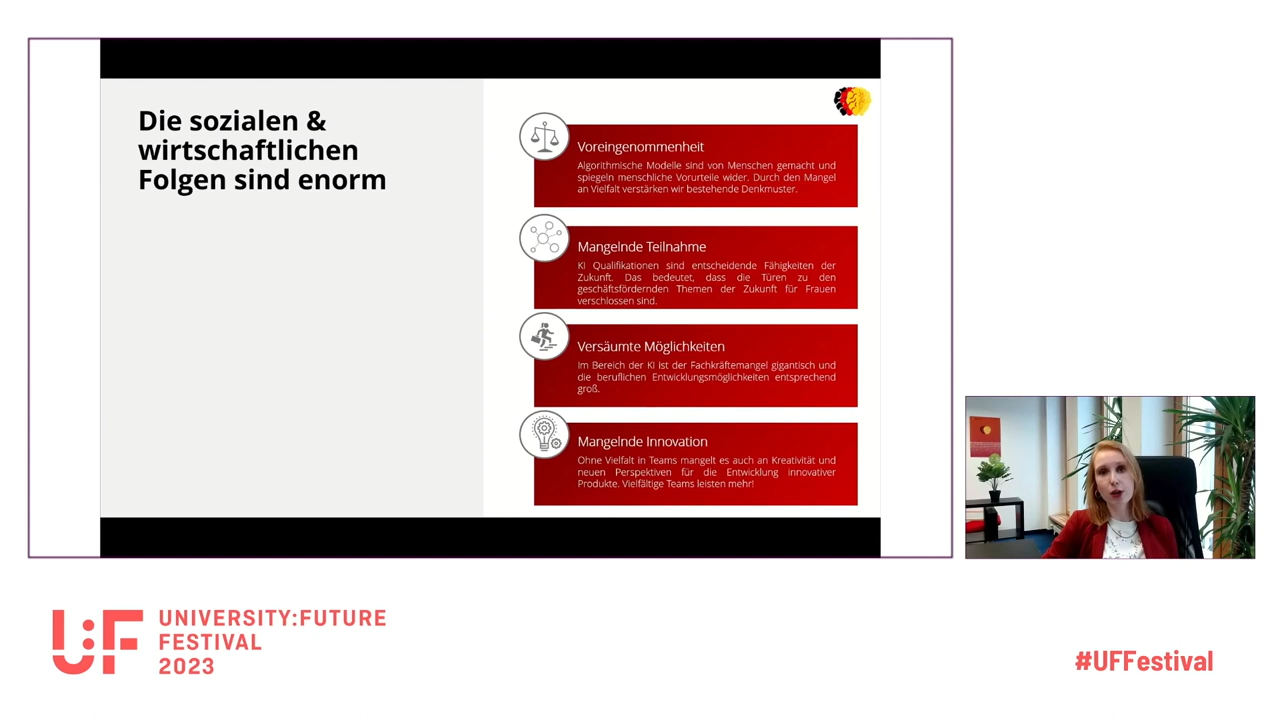 Die sozialen &
wirtschaftlichen
Folgen sind enorm
Voreingenommenheit
Algorithmische Modelle sind von Menschen gemacht und
spiegeln menschliche Vorurteile wider. Durch den Mangel
an Vielfalt verstärken wir bestehende Denkmuster.
Mangelnde Teilnahme
KI Qualifikationen sind entscheidende Fähigkeiten der
Zukunft. Das bedeutet, dass die Türen zu den
geschäftsfördernden Themen der Zukunft für Frauen
verschlossen sind.
Versäumte Möglichkeiten
Im Bereich der KI ist der Fachkräftemangel gigantisch und
die beruflichen Entwicklungsmöglichkeiten entsprechend
groß.
Mangelnde Innovation
Ohne Vielfalt in Teams mangelt es auch an Kreativität und
neuen Perspektiven für die Entwicklung innovativer
Produkte. Vielfältige Teams leisten mehr!
U:F
UNIVERSITY:FUTURE
FESTIVAL
2023
#UFFestival